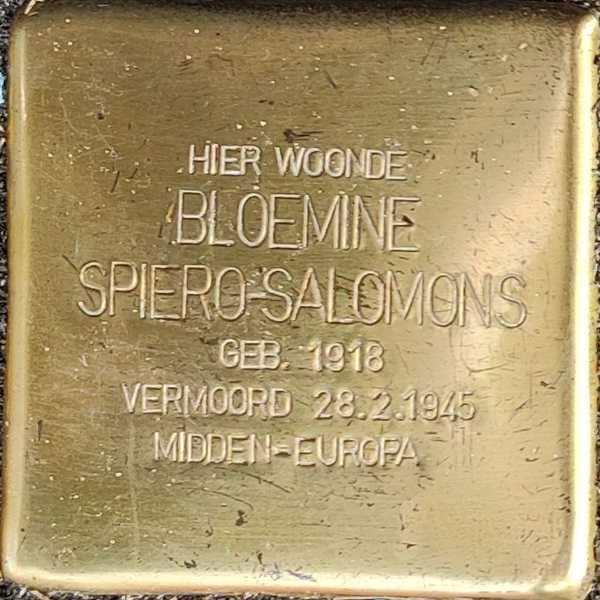 HIER WOONDE
BLOEMINE
SPIERO-SALOMONS
GEB. 1918
VERMOORD 28.2.1945
MIDDEN-EUROPA